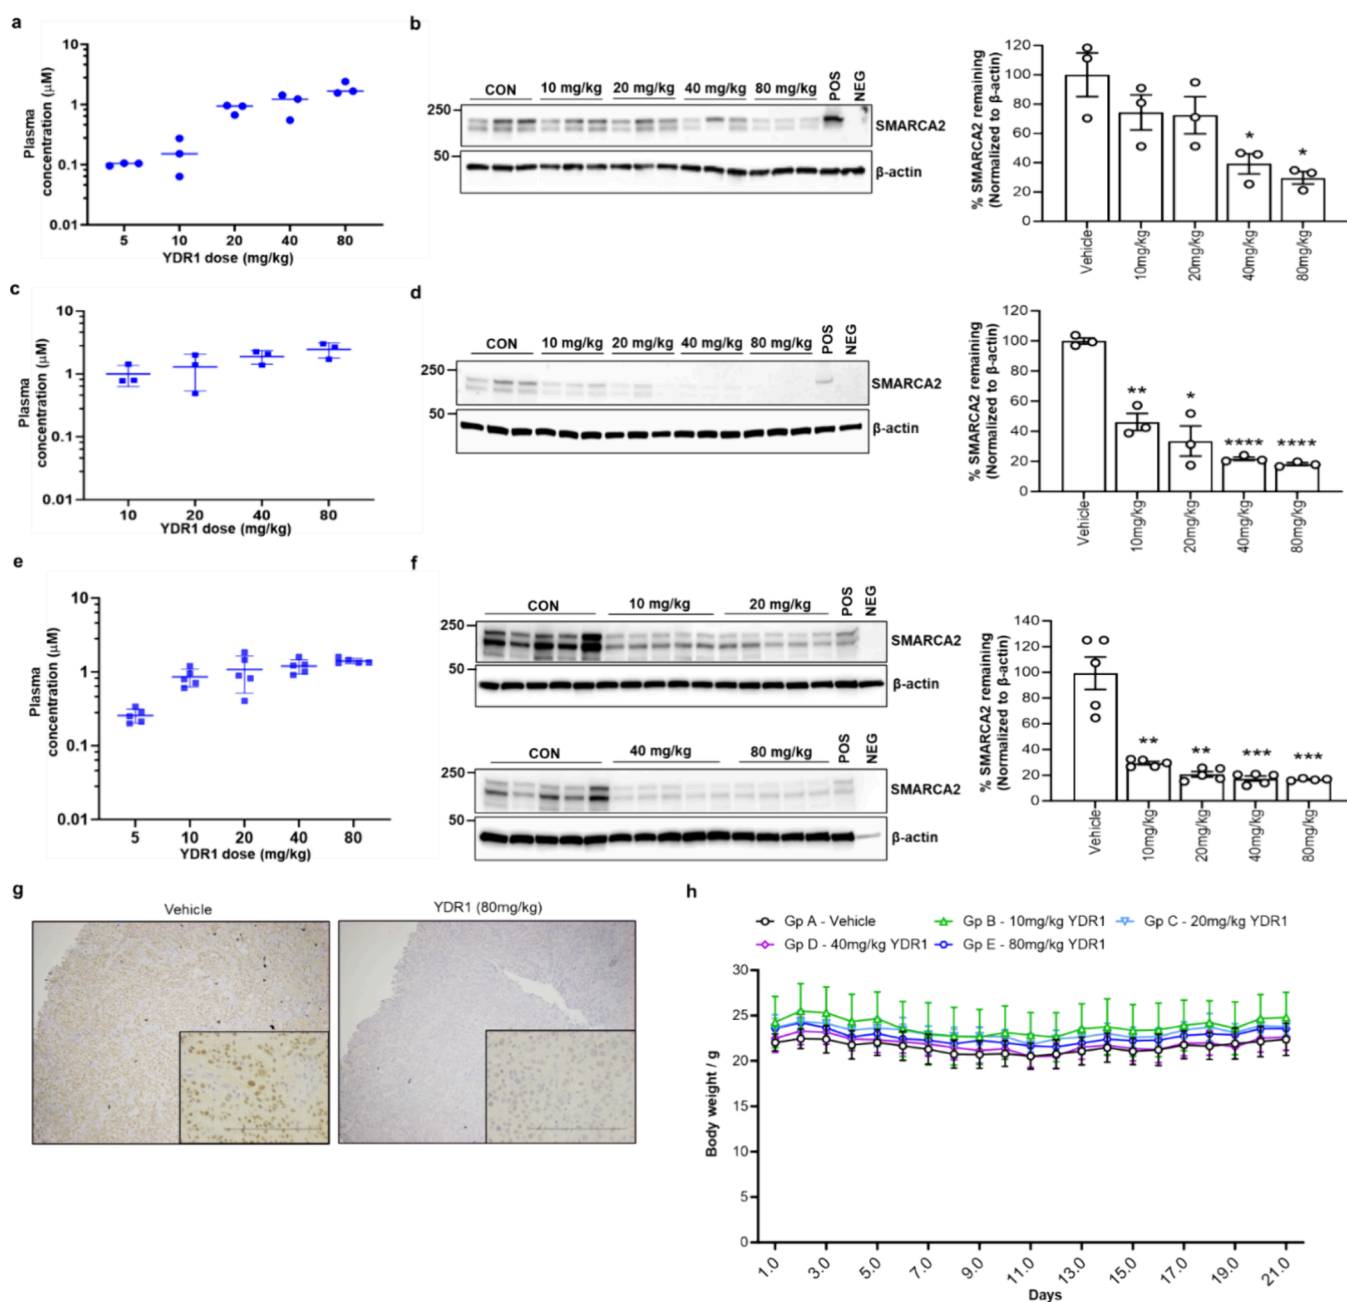 a
10
1
0.1
0.01
Plasma
concentration (μM)
5 10 20 40 80
YDR1 dose (mg/kg)
b
CON 10 mg/kg 20 mg/kg 40 mg/kg 80 mg/kg POS NEG
250
SMARCA2
50
β-actin
% SMARCA2 remaining
(Normalized to β-actin)
120
100
80
60
40
20
0
* *
Vehicle 10mg/kg 20mg/kg 40mg/kg 80mg/kg
c
10
1
0.1
0.01
Plasma
concentration (μM)
10 20 40 80
YDR1 dose (mg/kg)
d
CON 10 mg/kg 20 mg/kg 40 mg/kg 80 mg/kg POS NEG
250
SMARCA2
50
β-actin
% SMARCA2 remaining
(Normalized to β-actin)
120
100
80
60
40
20
0
** * **** ****
Vehicle 10mg/kg 20mg/kg 40mg/kg 80mg/kg
e
10
1
0.1
0.01
Plasma
concentration (μM)
5 10 20 40 80
YDR1 dose (mg/kg)
f
CON 10 mg/kg 20 mg/kg POS NEG
250
SMARCA2
50
β-actin
CON 40 mg/kg 80 mg/kg POS NEG
250
SMARCA2
50
β-actin
% SMARCA2 remaining
(Normalized to β-actin)
140
120
100
80
60
40
20
0
** ** *** ***
Vehicle 10mg/kg 20mg/kg 40mg/kg 80mg/kg
g
Vehicle YDR1 (80mg/kg)
h
Gp A - Vehicle Gp B - 10mg/kg YDR1 Gp C - 20mg/kg YDR1
Gp D - 40mg/kg YDR1 Gp E - 80mg/kg YDR1
30
25
20
15
10
5
0
Body weight / g
1.0 3.0 5.0 7.0 9.0 11.0 13.0 15.0 17.0 19.0 21.0
Days